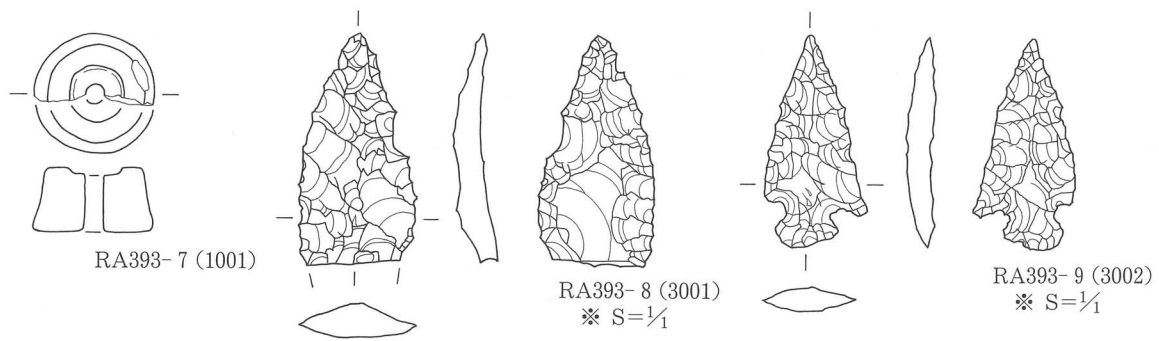 RA393-7 (1001)
RA393-8 (3001)
※ S=1/1
RA393-9 (3002)
※ S=1/1